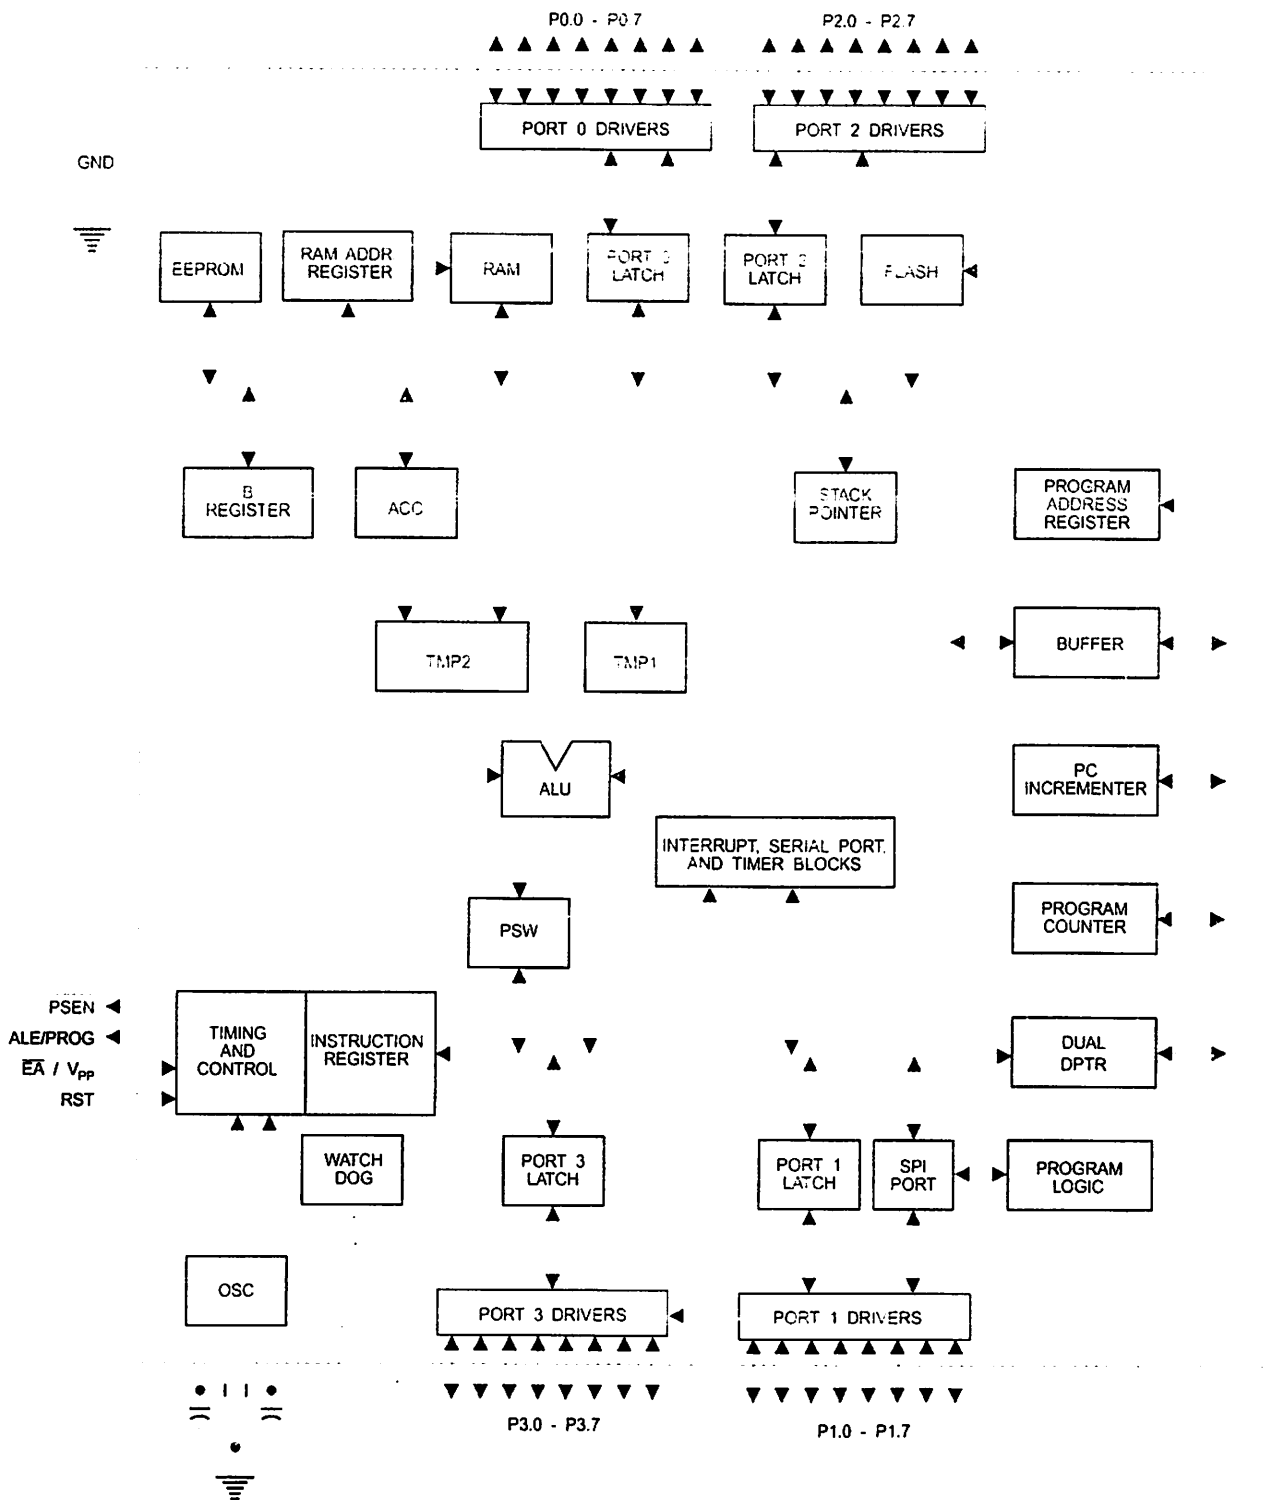 P0.0 - P0.7
P2.0 - P2.7
PORT 0 DRIVERS
PORT 2 DRIVERS
GND
EEPROM
RAM ADDR
REGISTER
RAM
PORT 0
LATCH
PORT 2
LATCH
FLASH
B
REGISTER
ACC
STACK
POINTER
PROGRAM
ADDRESS
REGISTER
TMP2
TMP1
BUFFER
ALU
PC
INCREMENTER
INTERRUPT, SERIAL PORT,
AND TIMER BLOCKS
PSW
PROGRAM
COUNTER
PSEN
ALE/PROG
EA / VPP
RST
TIMING
AND
CONTROL
INSTRUCTION
REGISTER
DUAL
DPTR
WATCH
DOG
PORT 3
LATCH
PORT 1
LATCH
SPI
PORT
PROGRAM
LOGIC
OSC
PORT 3 DRIVERS
PORT 1 DRIVERS
P3.0 - P3.7
P1.0 - P1.7